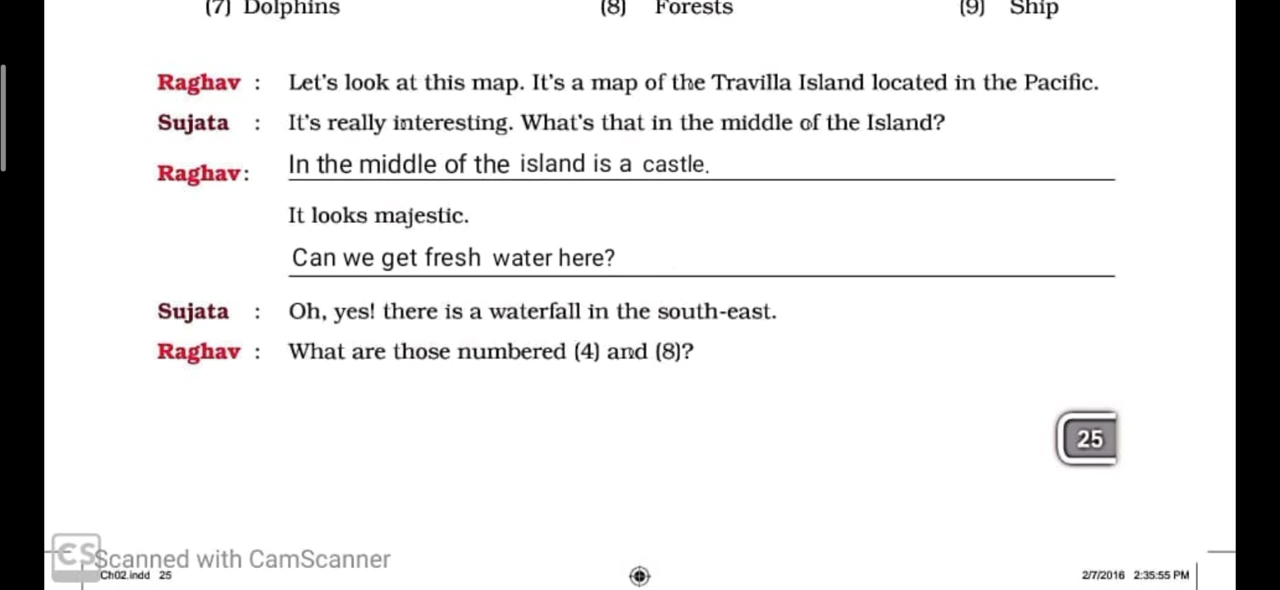 (7) Dolphins (8) Forests (9) Ship
Raghav : Let's look at this map. It's a map of the Travilla Island located in the Pacific.
Sujata : It's really interesting. What's that in the middle of the Island?
Raghav: In the middle of the island is a castle.
It looks majestic.
Can we get fresh water here?
Sujata : Oh, yes! there is a waterfall in the south-east.
Raghav : What are those numbered (4) and (8)?
25
CS Scanned with CamScanner
Ch02.indd 25 2/7/2016 2:35:55 PM